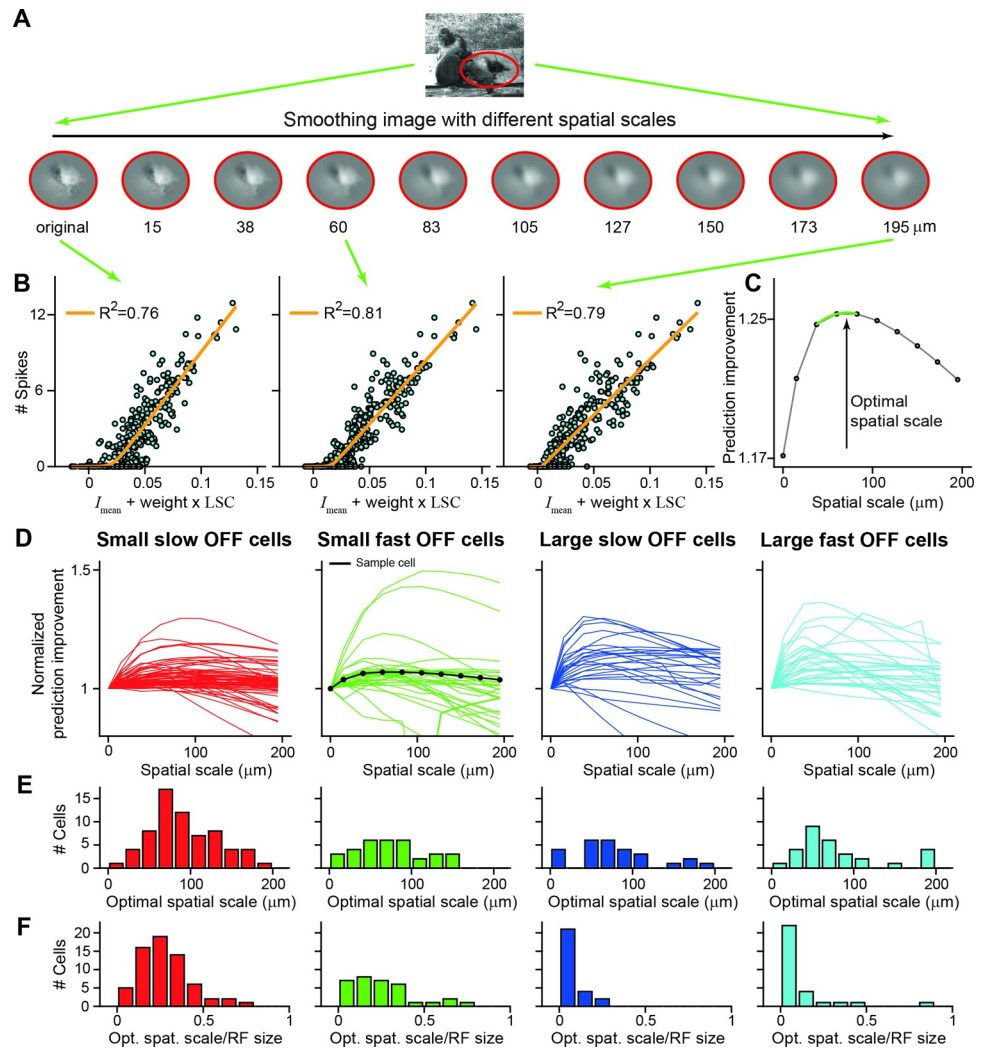 A
Smoothing image with different spatial scales
original 15 38 60 83 105 127 150 173 195 μm
B
C
R²=0.76
R²=0.81
R²=0.79
12
6
0
# Spikes
0 0.05 0.1 0.15
0 0.05 0.1 0.15
0 0.05 0.1 0.15
Imean + weight x LSC
Imean + weight x LSC
Imean + weight x LSC
Prediction improvement
1.25
1.17
Optimal
spatial scale
0 100 200
Spatial scale (μm)
D
Small slow OFF cells
Small fast OFF cells
Large slow OFF cells
Large fast OFF cells
Sample cell
Normalized
prediction improvement
1.5
1
0 100 200
0 100 200
0 100 200
0 100 200
Spatial scale (μm)
Spatial scale (μm)
Spatial scale (μm)
Spatial scale (μm)
E
# Cells
15
10
5
0
0 100 200
0 100 200
0 100 200
0 100 200
Optimal spatial scale (μm)
Optimal spatial scale (μm)
Optimal spatial scale (μm)
Optimal spatial scale (μm)
F
# Cells
20
15
10
5
0
0 0.5 1
0 0.5 1
0 0.5 1
0 0.5 1
Opt. spat. scale/RF size
Opt. spat. scale/RF size
Opt. spat. scale/RF size
Opt. spat. scale/RF size